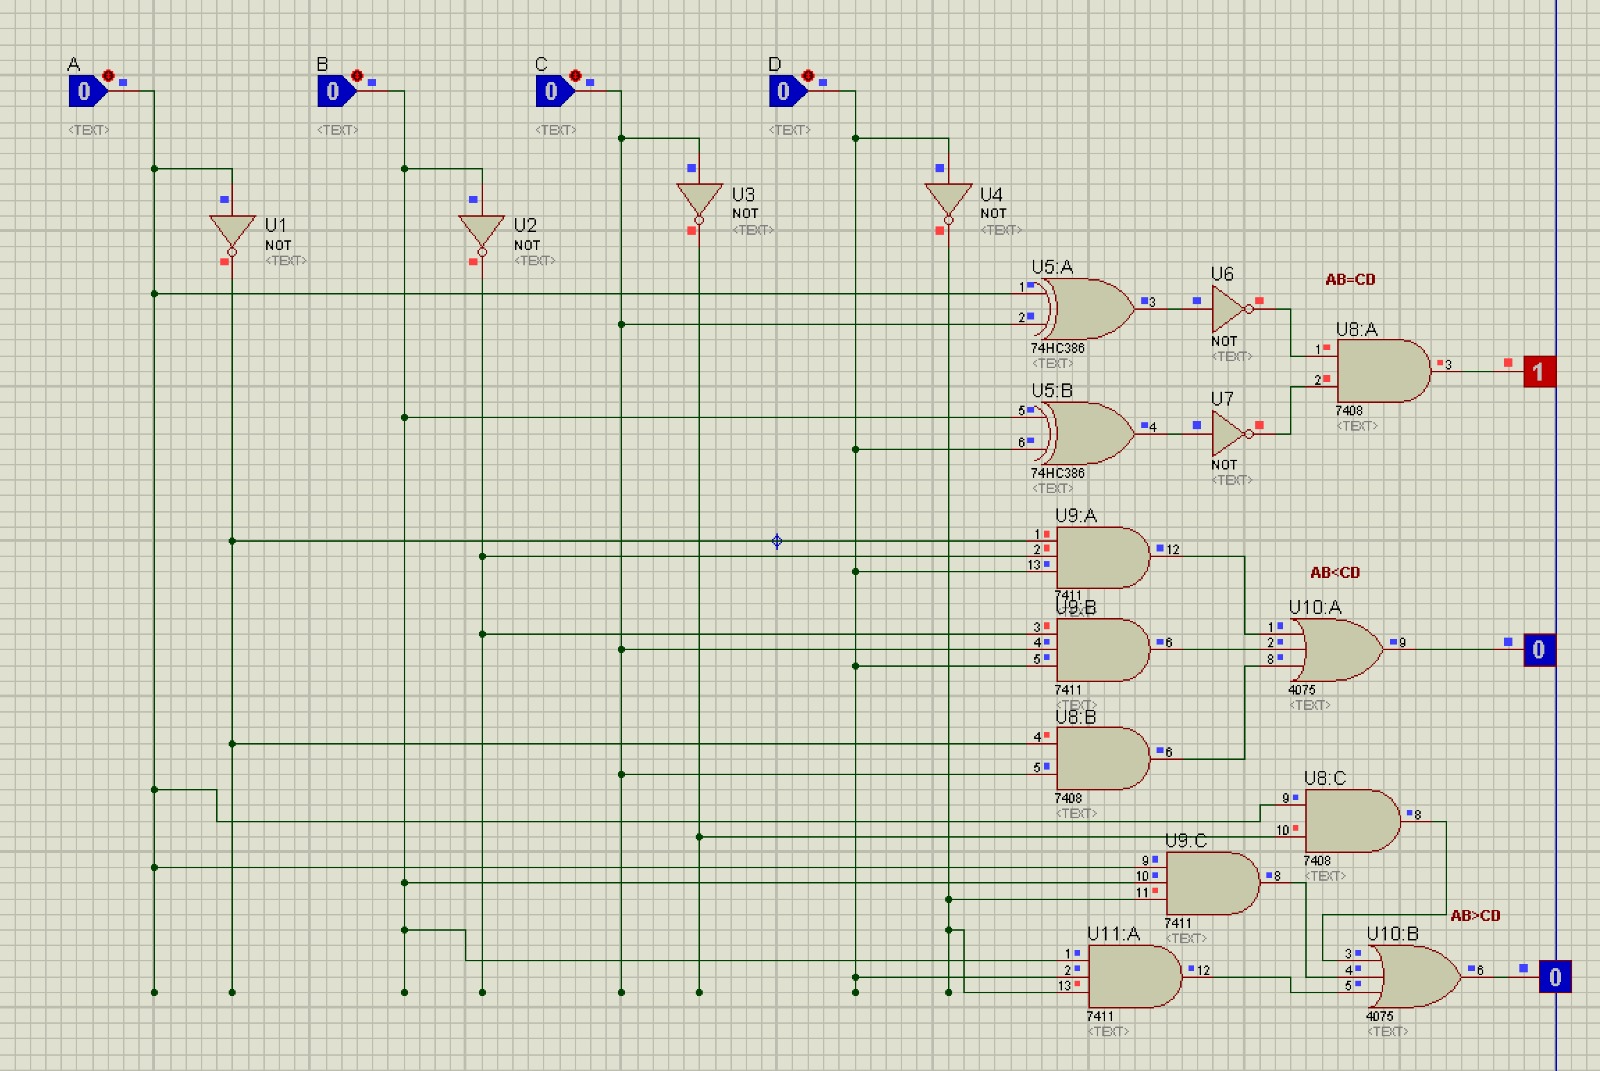 A
B
C
D
0
0
0
0
<TEXT>
<TEXT>
<TEXT>
<TEXT>
U1
NOT
<TEXT>
U2
NOT
<TEXT>
U3
NOT
<TEXT>
U4
NOT
<TEXT>
U5:A
1
2
3
74HC386
<TEXT>
U6
NOT
<TEXT>
AB=CD
U8:A
1
2
3
7408
<TEXT>
1
U5:B
5
6
4
74HC386
<TEXT>
U7
NOT
<TEXT>
U9:A
1
2
13
12
7411
<TEXT>
AB<CD
U9:B
3
4
5
6
7411
<TEXT>
U10:A
1
2
8
9
4075
<TEXT>
0
U8:B
4
5
6
7408
<TEXT>
U8:C
9
10
8
7408
<TEXT>
U9:C
9
10
11
8
7411
<TEXT>
AB>CD
U11:A
1
2
13
12
7411
<TEXT>
U10:B
3
4
5
6
4075
<TEXT>
0